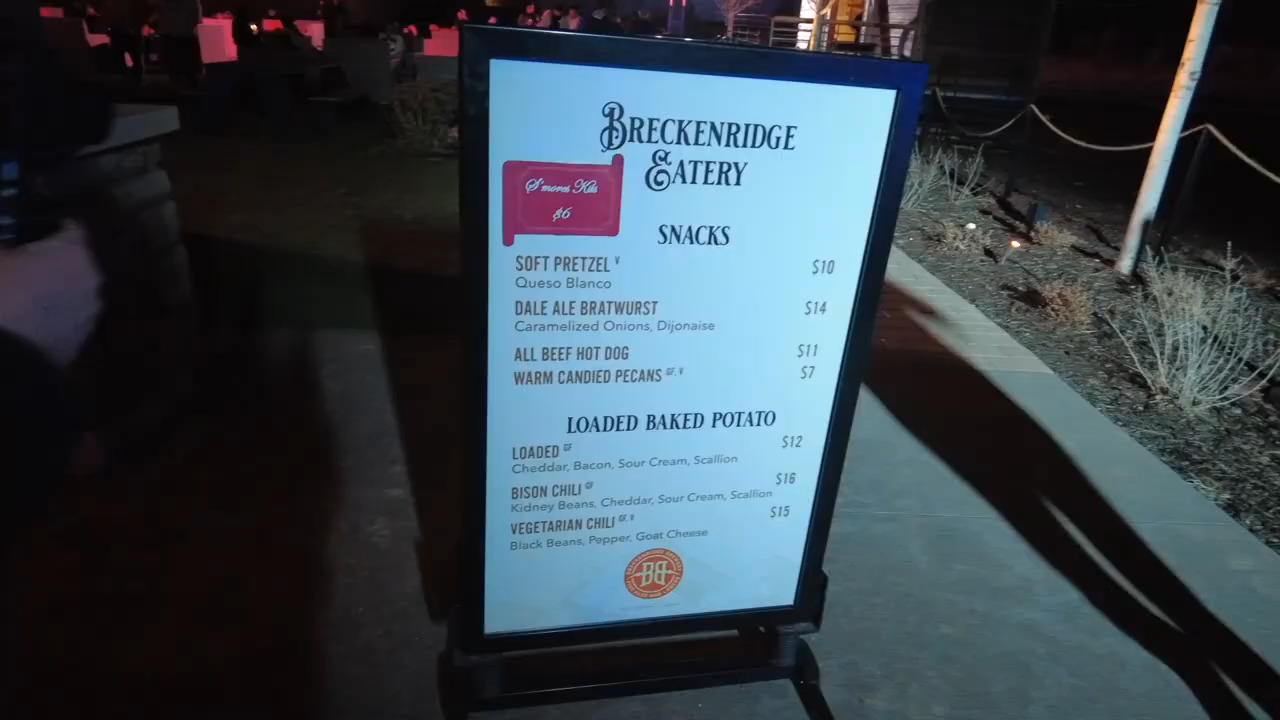 BRECKENRIDGE
EATERY
S'mores Kits
$6
SNACKS
SOFT PRETZEL V $10
Queso Blanco
DALE ALE BRATWURST $14
Caramelized Onions, Dijonaise
ALL BEEF HOT DOG $11
WARM CANDIED PECANS GF, V $7
LOADED BAKED POTATO
LOADED GF $12
Cheddar, Bacon, Sour Cream, Scallion
BISON CHILI GF $16
Kidney Beans, Cheddar, Sour Cream, Scallion
VEGETARIAN CHILI GF, V $15
Black Beans, Pepper, Goat Cheese
BB